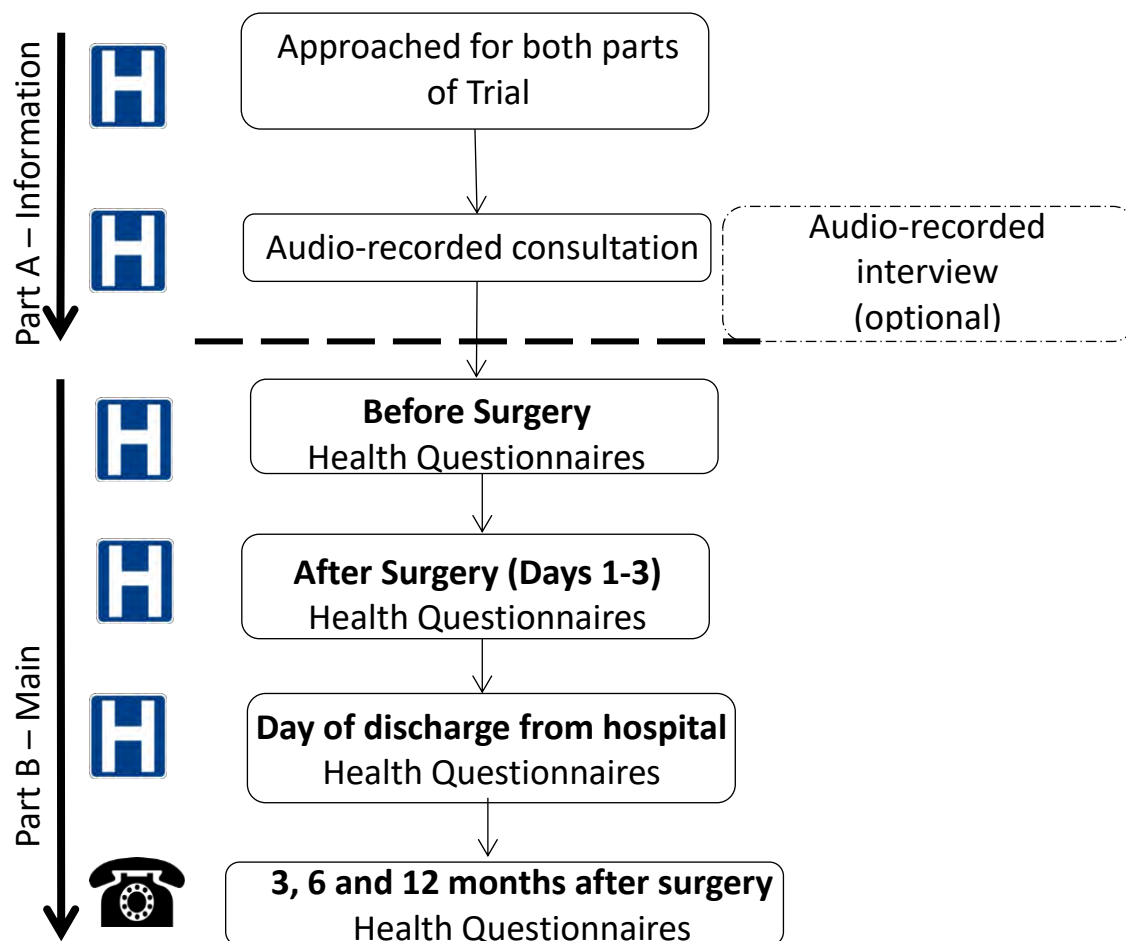 Part A – Information
H
Approached for both parts
of Trial
H
Audio-recorded consultation
Audio-recorded
interview
(optional)
Part B – Main
H
Before Surgery
Health Questionnaires
H
After Surgery (Days 1-3)
Health Questionnaires
H
Day of discharge from hospital
Health Questionnaires
3, 6 and 12 months after surgery
Health Questionnaires